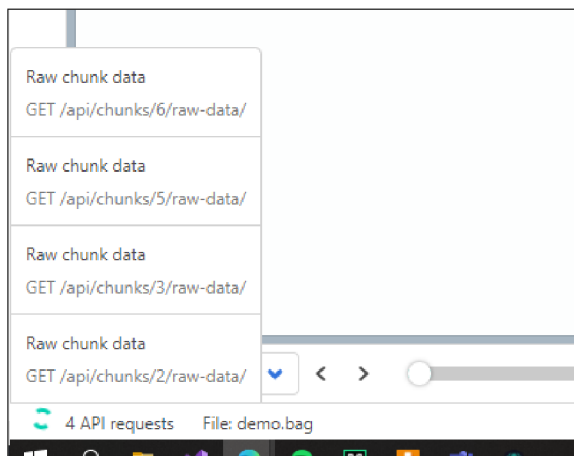 Raw chunk data
GET /api/chunks/6/raw-data/
Raw chunk data
GET /api/chunks/5/raw-data/
Raw chunk data
GET /api/chunks/3/raw-data/
Raw chunk data
GET /api/chunks/2/raw-data/
4 API requests File: demo.bag